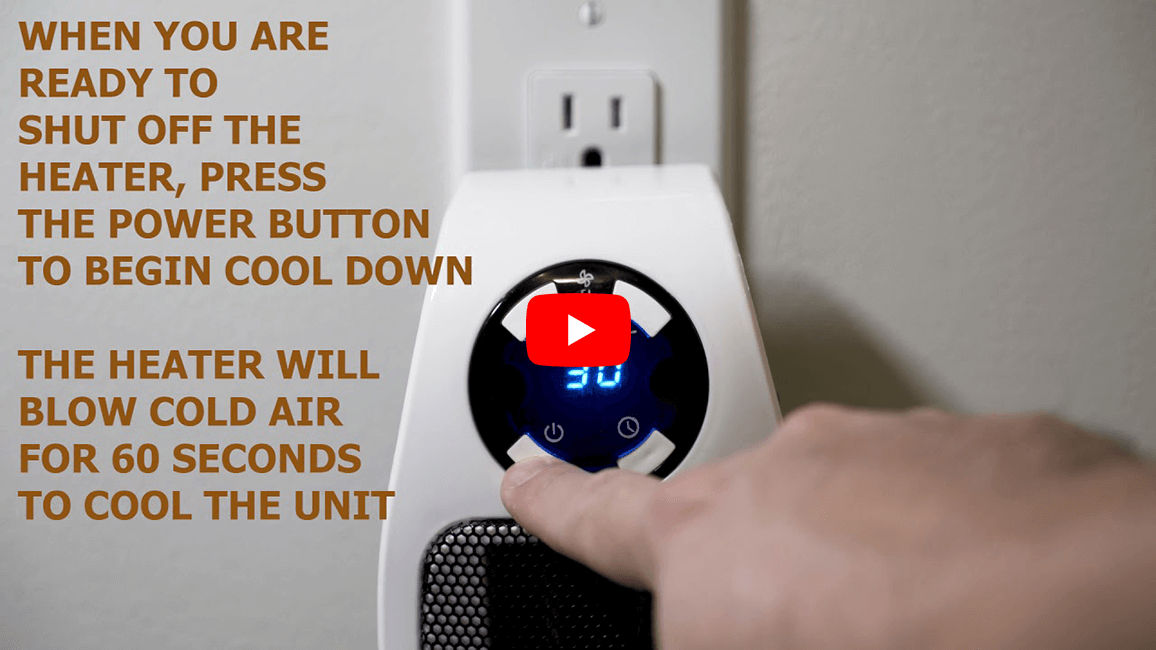 WHEN YOU ARE
READY TO
SHUT OFF THE
HEATER, PRESS
THE POWER BUTTON
TO BEGIN COOL DOWN
THE HEATER WILL
BLOW COLD AIR
FOR 60 SECONDS
TO COOL THE UNIT
90